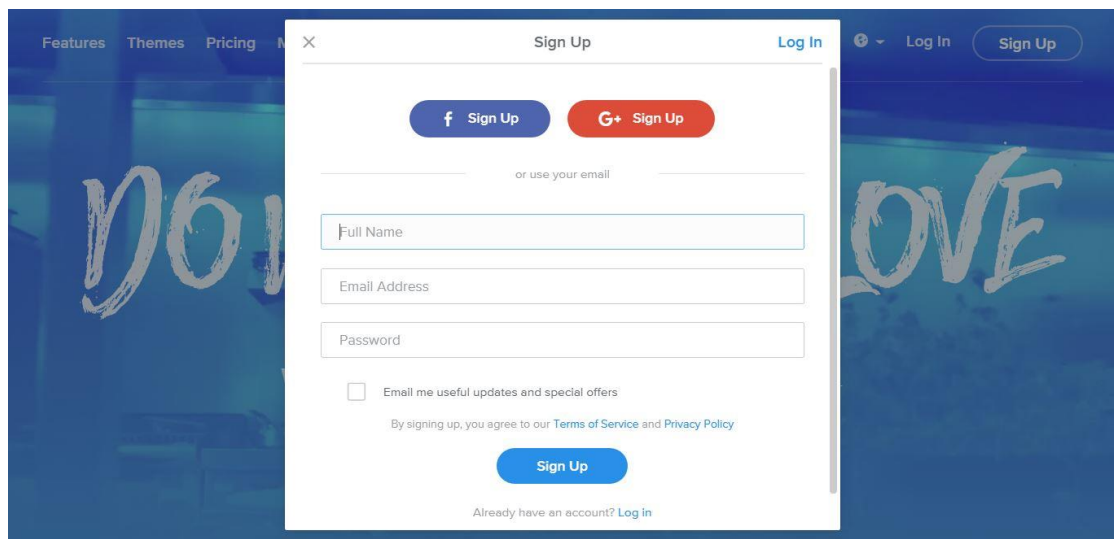 Features Themes Pricing
Sign Up Log In
Log In Sign Up
f Sign Up G+ Sign Up
or use your email
DO
LOVE
Full Name
Email Address
Password
Email me useful updates and special offers
By signing up, you agree to our Terms of Service and Privacy Policy
Sign Up
Already have an account? Log in